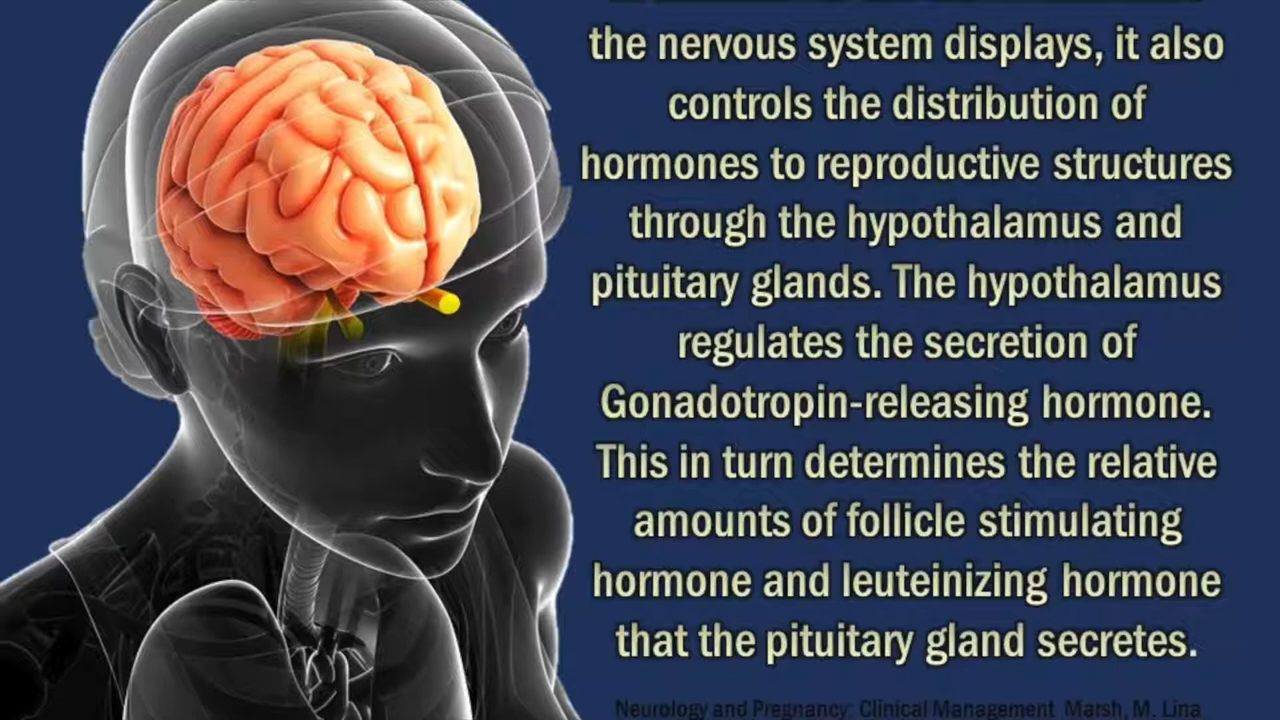 the nervous system displays, it also
controls the distribution of
hormones to reproductive structures
through the hypothalamus and
pituitary glands. The hypothalamus
regulates the secretion of
Gonadotropin-releasing hormone.
This in turn determines the relative
amounts of follicle stimulating
hormone and leuteinizing hormone
that the pituitary gland secretes.
Neurology and Pregnancy: Clinical Management Marsh, M. Lina